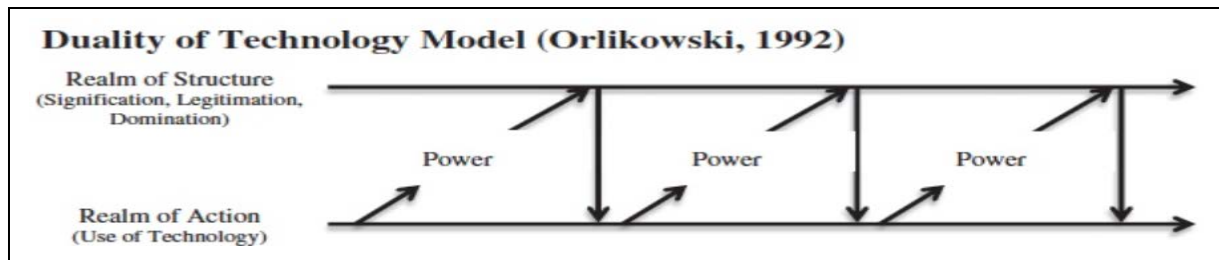 Duality of Technology Model (Orlikowski, 1992)
Realm of Structure
(Signification, Legitimation,
Domination)
Power
Power
Power
Realm of Action
(Use of Technology)